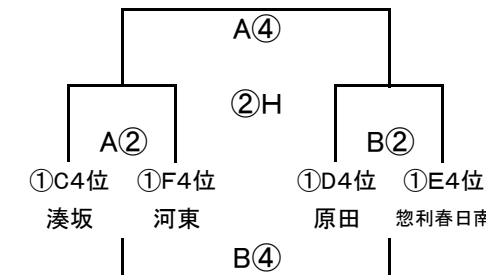 A④
②H
A② B②
①C4位 ①F4位 ①D4位 ①E4位
湊坂 河東 原田 惣利春日南
B④